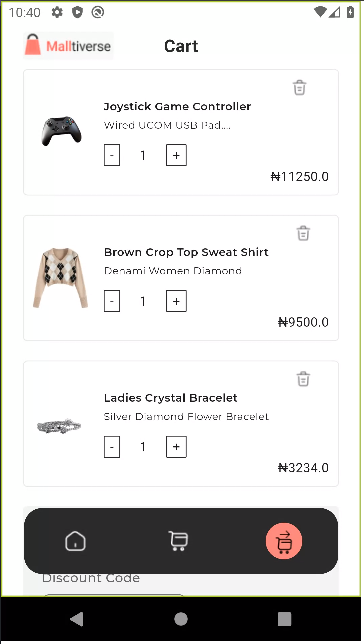 10:40
Malltiverse
Cart
Joystick Game Controller
Wired UCOM USB Pad....
- 1 +
₦11250.0
Brown Crop Top Sweat Shirt
Denami Women Diamond
- 1 +
₦9500.0
Ladies Crystal Bracelet
Silver Diamond Flower Bracelet
- 1 +
₦3234.0
Discount Code